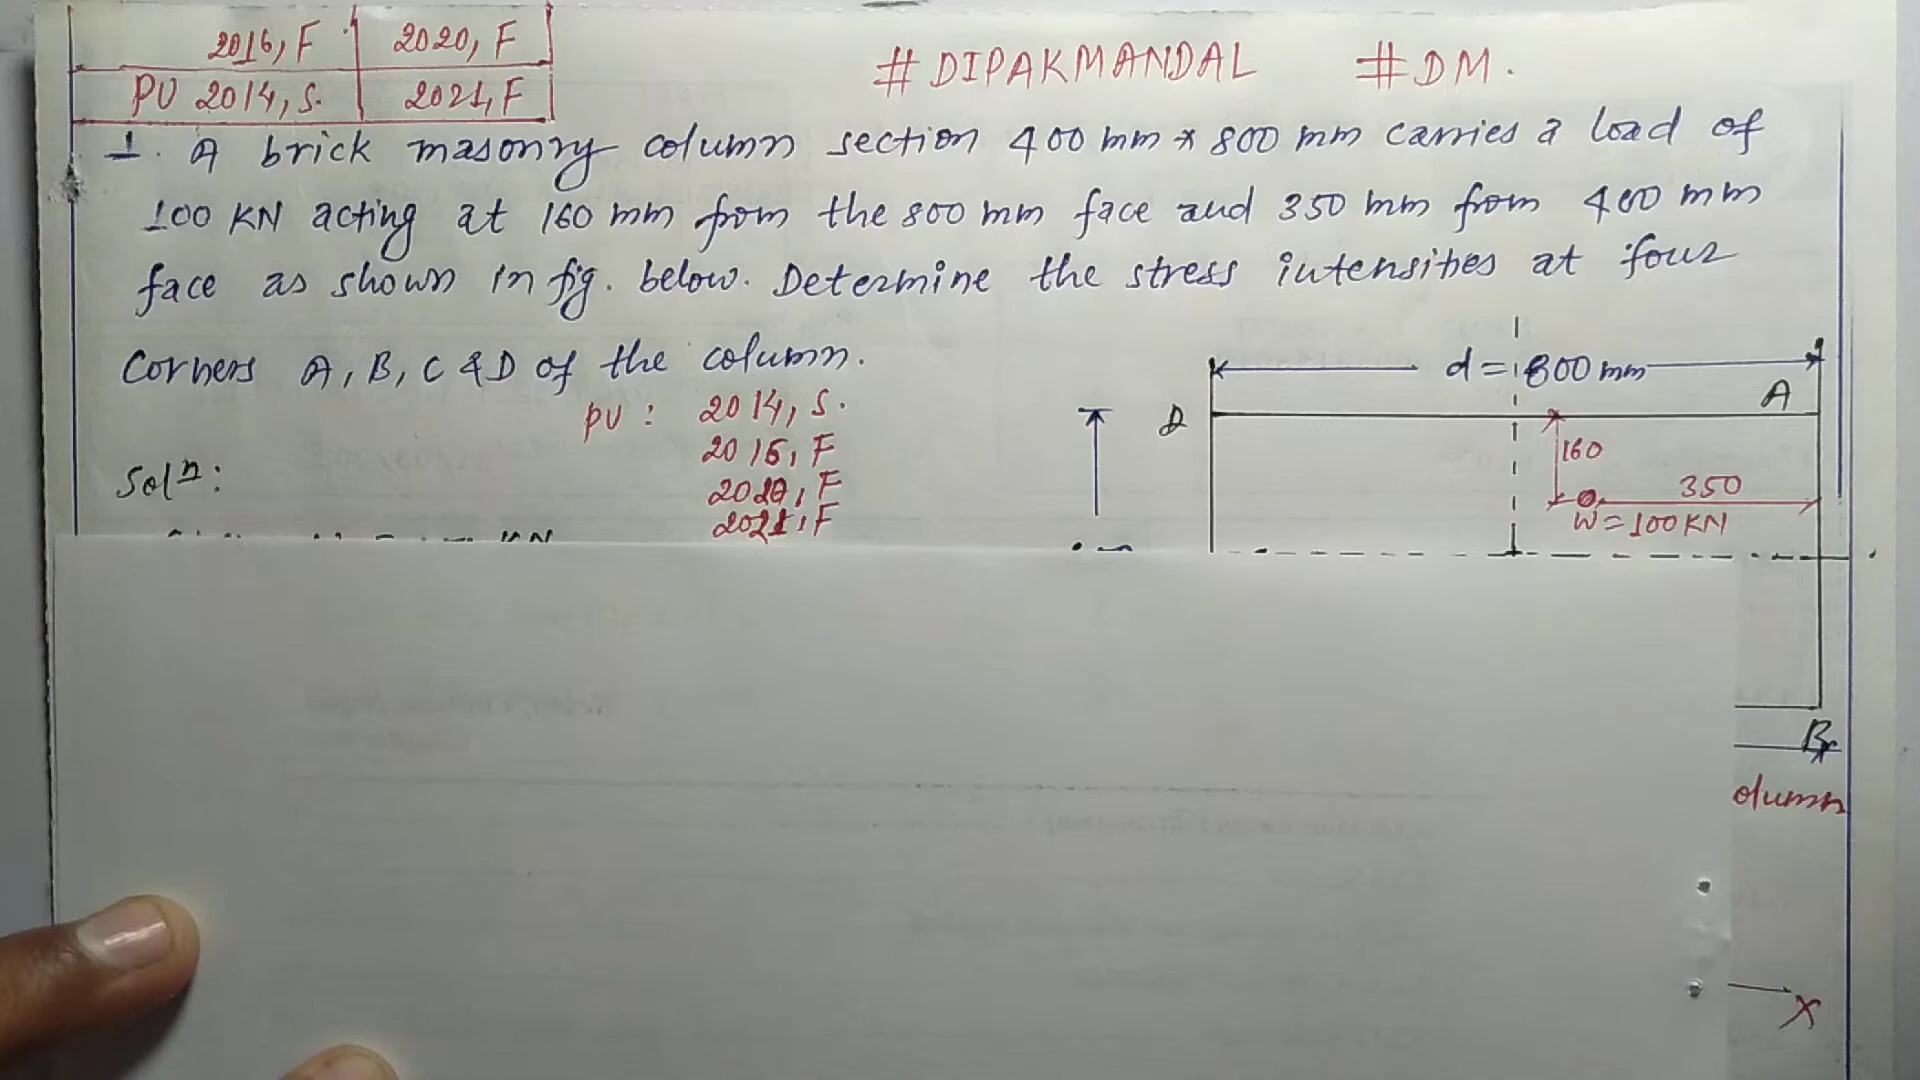 2016, F 2020, F
PU 2014, S. 2021, F
#DIPAKMANDAL #DM.
1. A brick masonry column section 400 mm * 800 mm carries a load of
100 KN acting at 160 mm from the 800 mm face and 350 mm from 400 mm
face as shown in fig. below. Determine the stress intensities at four
Corners A, B, C & D of the column.
PU: 2014, S.
2016, F
2020, F
2021, F
Soln:
d = 800 mm
D A
160
350
W = 100 KN
B
olumn
X